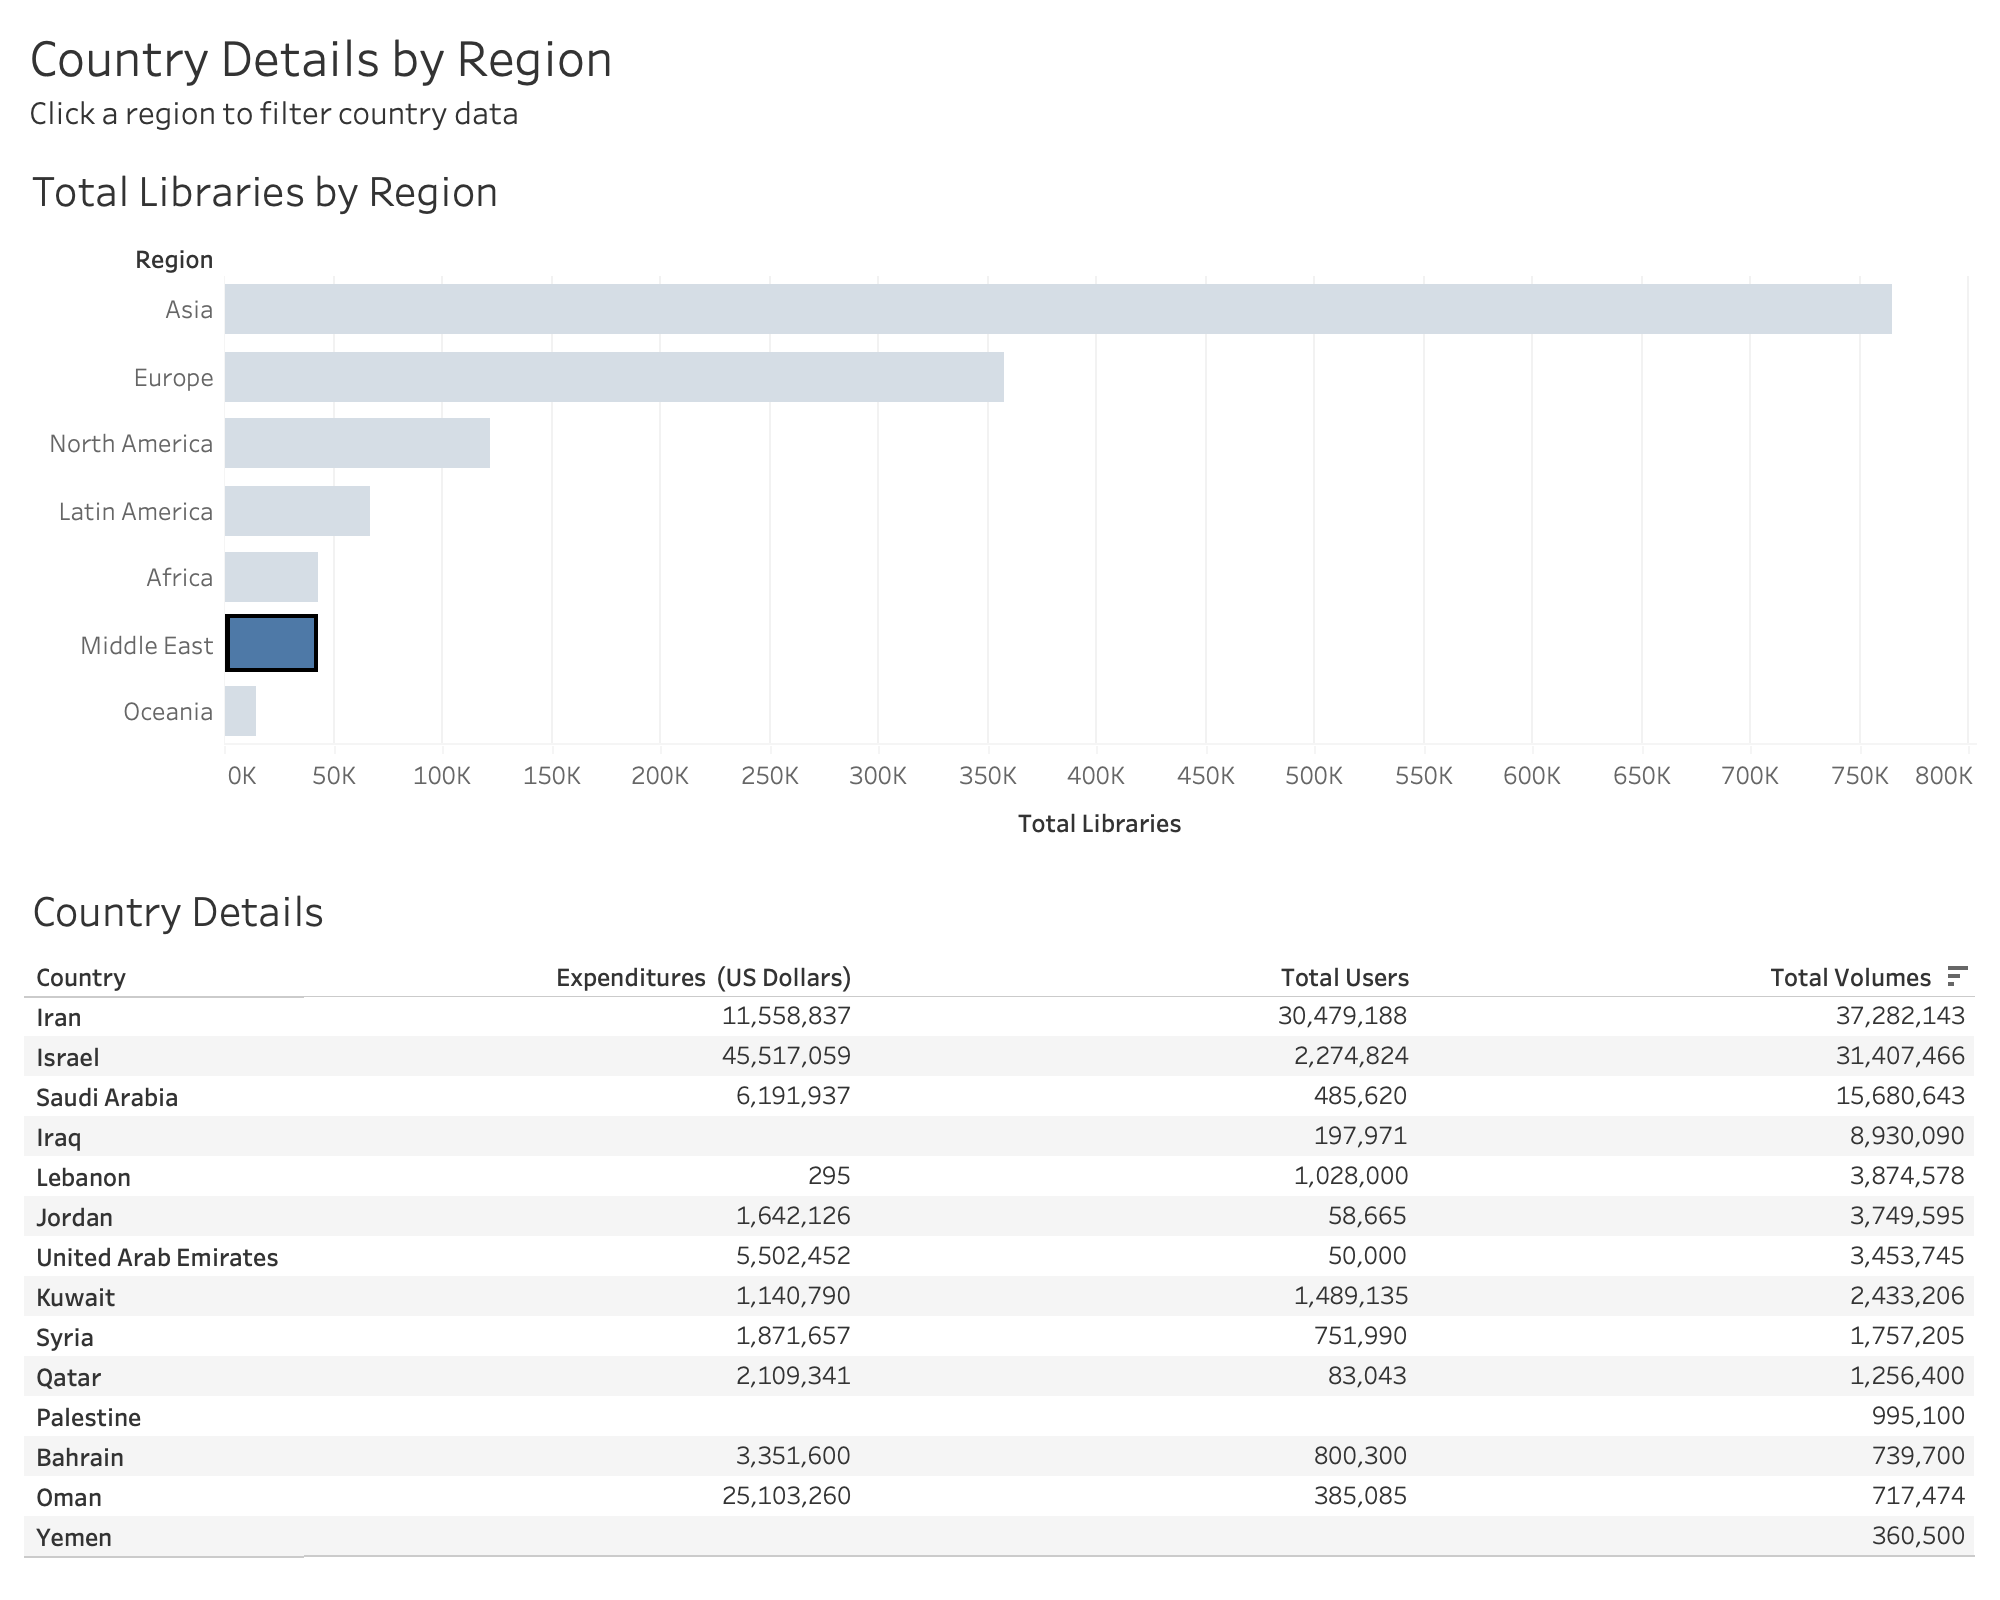 Country Details by Region
Click a region to filter country data
Total Libraries by Region
Region
Asia
Europe
North America
Latin America
Africa
Middle East
Oceania
0K 50K 100K 150K 200K 250K 300K 350K 400K 450K 500K 550K 600K 650K 700K 750K 800K
Total Libraries
Country Details
Country Expenditures (US Dollars) Total Users Total Volumes
Iran 11,558,837 30,479,188 37,282,143
Israel 45,517,059 2,274,824 31,407,466
Saudi Arabia 6,191,937 485,620 15,680,643
Iraq 197,971 8,930,090
Lebanon 295 1,028,000 3,874,578
Jordan 1,642,126 58,665 3,749,595
United Arab Emirates 5,502,452 50,000 3,453,745
Kuwait 1,140,790 1,489,135 2,433,206
Syria 1,871,657 751,990 1,757,205
Qatar 2,109,341 83,043 1,256,400
Palestine 995,100
Bahrain 3,351,600 800,300 739,700
Oman 25,103,260 385,085 717,474
Yemen 360,500